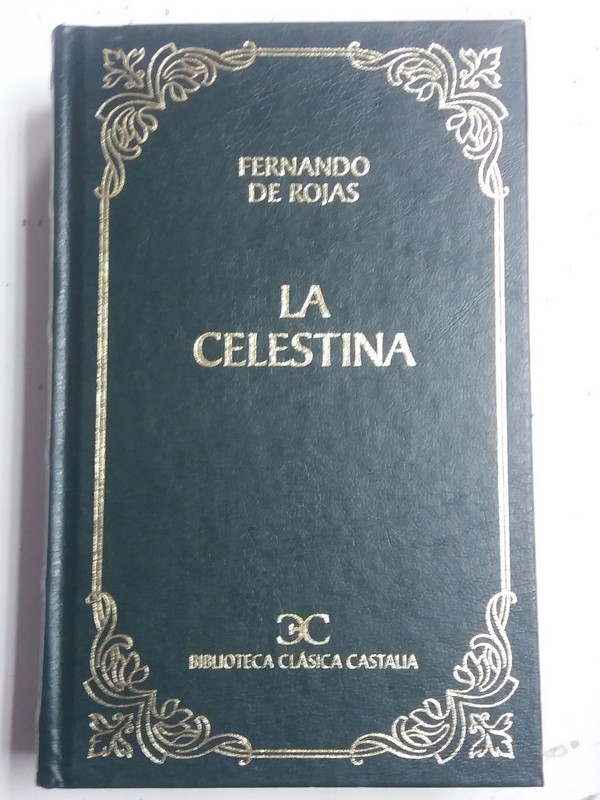 FERNANDO
DE ROJAS
LA
CELESTINA
BIBLIOTECA CLÁSICA CASTALIA